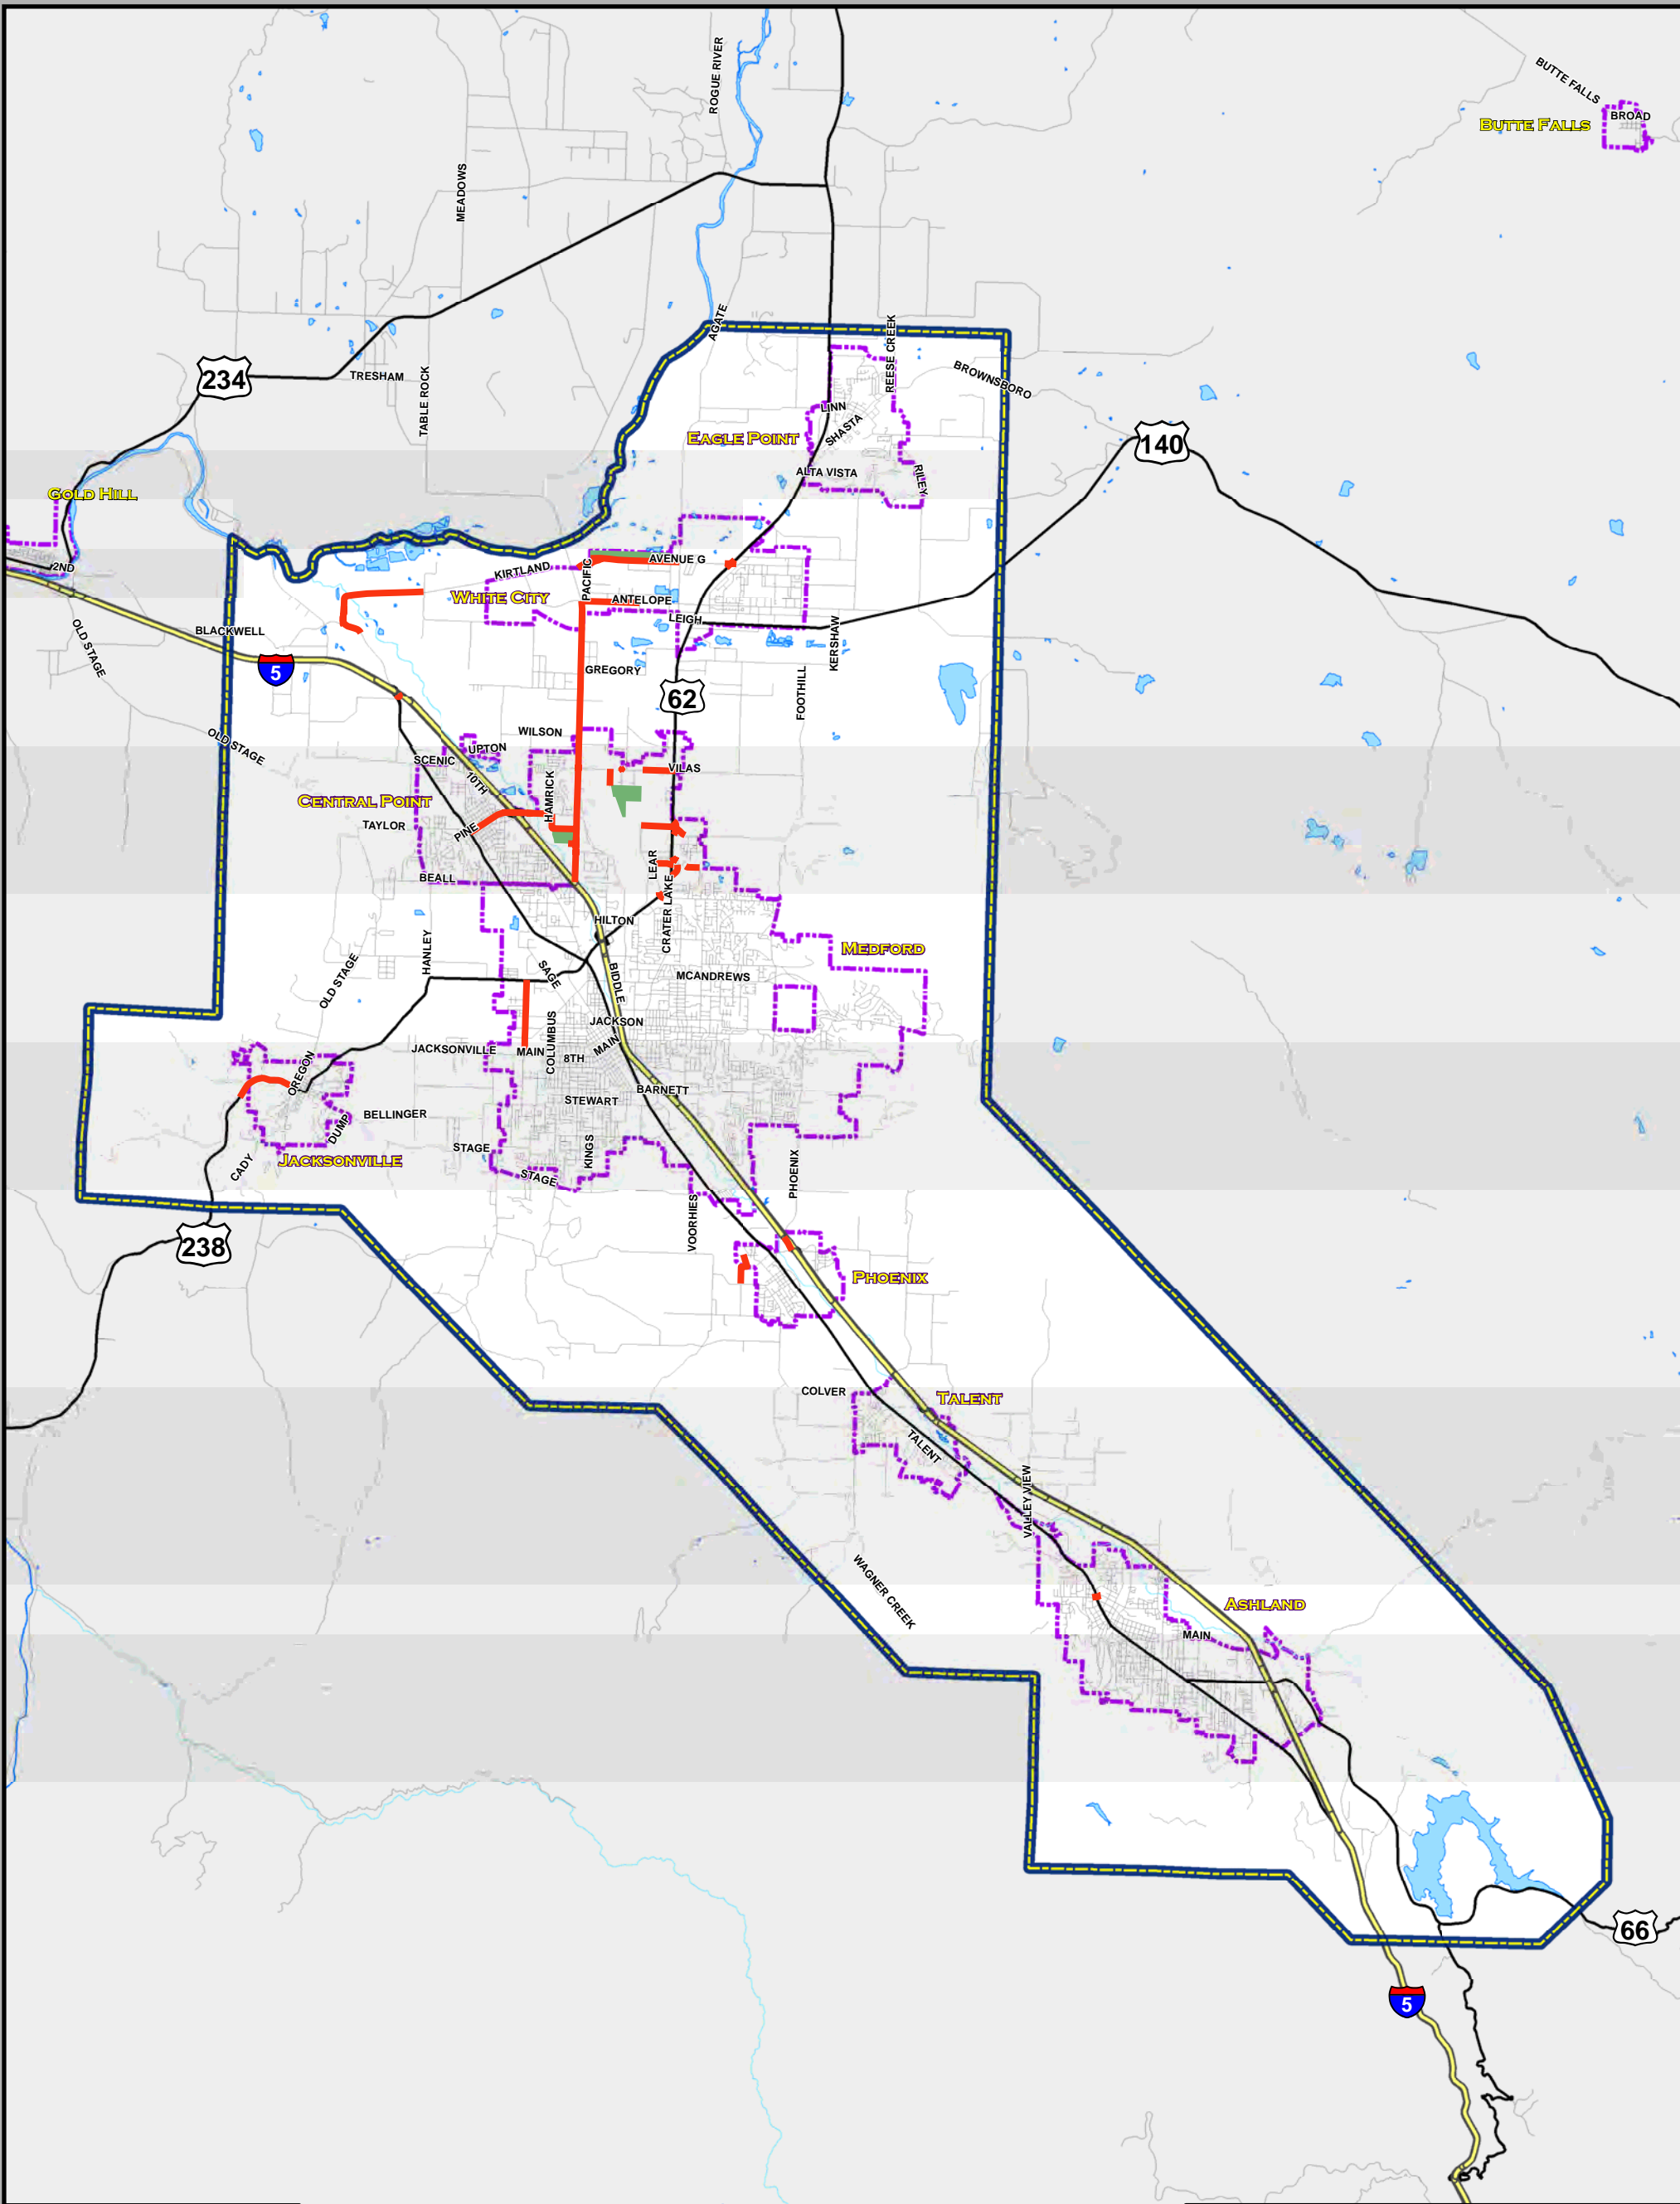 ROGUE RIVER
BUTTE FALLS
BUTTE FALLS
BROAD
MEADOWS
AGATE
REESE CREEK
234
TRESHAM
TABLE ROCK
BROWNSBORO
LINN
SHASTA
EAGLE POINT
140
ALTA VISTA
RILEY
GOLD HILL
2ND
AVENUE G
KIRTLAND
PACIFIC
WHITE CITY
ANTELOPE
LEIGH
BLACKWELL
OLD STAGE
KERSHAW
5
GREGORY
FOOTHILL
62
OLD STAGE
WILSON
UPTON
SCENIC
VILAS
10TH
HAMRICK
CENTRAL POINT
TAYLOR
PINE
LEAR
BEALL
CRATER LAKE
HILTON
HANLEY
MEDFORD
OLD STAGE
SAGE
BIDDLE
MCANDREWS
JACKSON
COLUMBUS
JACKSONVILLE
MAIN
MAIN
8TH
OREGON
BARNETT
STEWART
BELLINGER
DUMP
STAGE
KINGS
JACKSONVILLE
CADY
STAGE
PHOENIX
VOORHIES
238
PHOENIX
COLVER
TALENT
TALENT
VALLEY VIEW
WAGNER CREEK
ASHLAND
MAIN
66
5